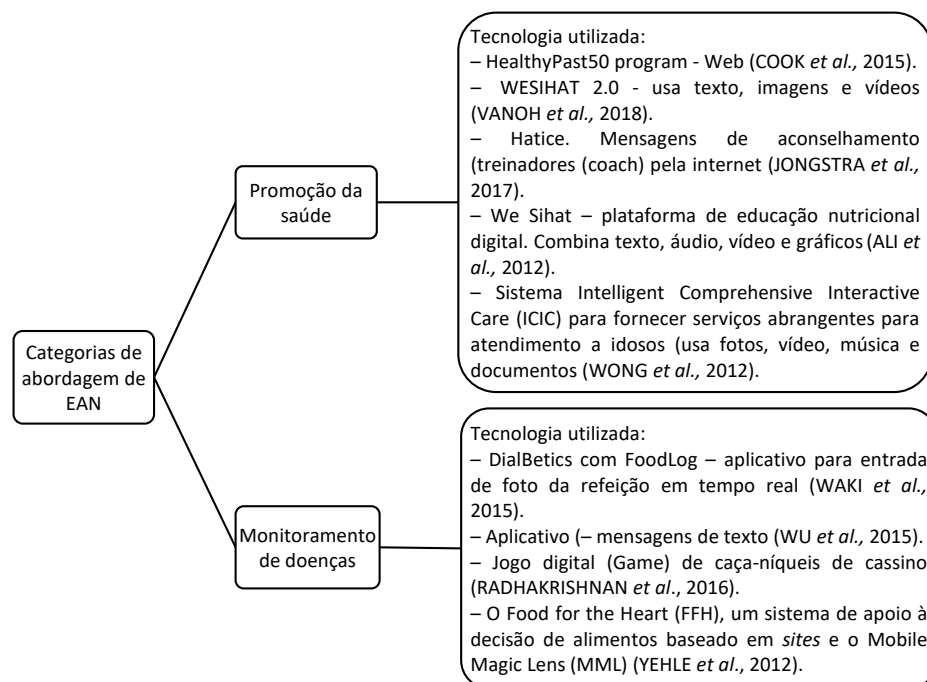 Categorias de
abordagem de
EAN
Promoção da
saúde
Tecnologia utilizada:
– HealthyPast50 program - Web (COOK et al., 2015).
– WESIHAT 2.0 - usa texto, imagens e vídeos
(VANOH et al., 2018).
– Hatice. Mensagens de aconselhamento
(treinadores (coach) pela internet (JONGSTRA et al.,
2017).
– We Sihat – plataforma de educação nutricional
digital. Combina texto, áudio, vídeo e gráficos (ALI et
al., 2012).
– Sistema Intelligent Comprehensive Interactive
Care (ICIC) para fornecer serviços abrangentes para
atendimento a idosos (usa fotos, vídeo, música e
documentos (WONG et al., 2012).
Monitoramento
de doenças
Tecnologia utilizada:
– DialBetics com FoodLog – aplicativo para entrada
de foto da refeição em tempo real (WAKI et al.,
2015).
– Aplicativo (– mensagens de texto (WU et al., 2015).
– Jogo digital (Game) de caça-níqueis de cassino
(RADHAKRISHNAN et al., 2016).
– O Food for the Heart (FFH), um sistema de apoio à
decisão de alimentos baseado em sites e o Mobile
Magic Lens (MML) (YEHLE et al., 2012).